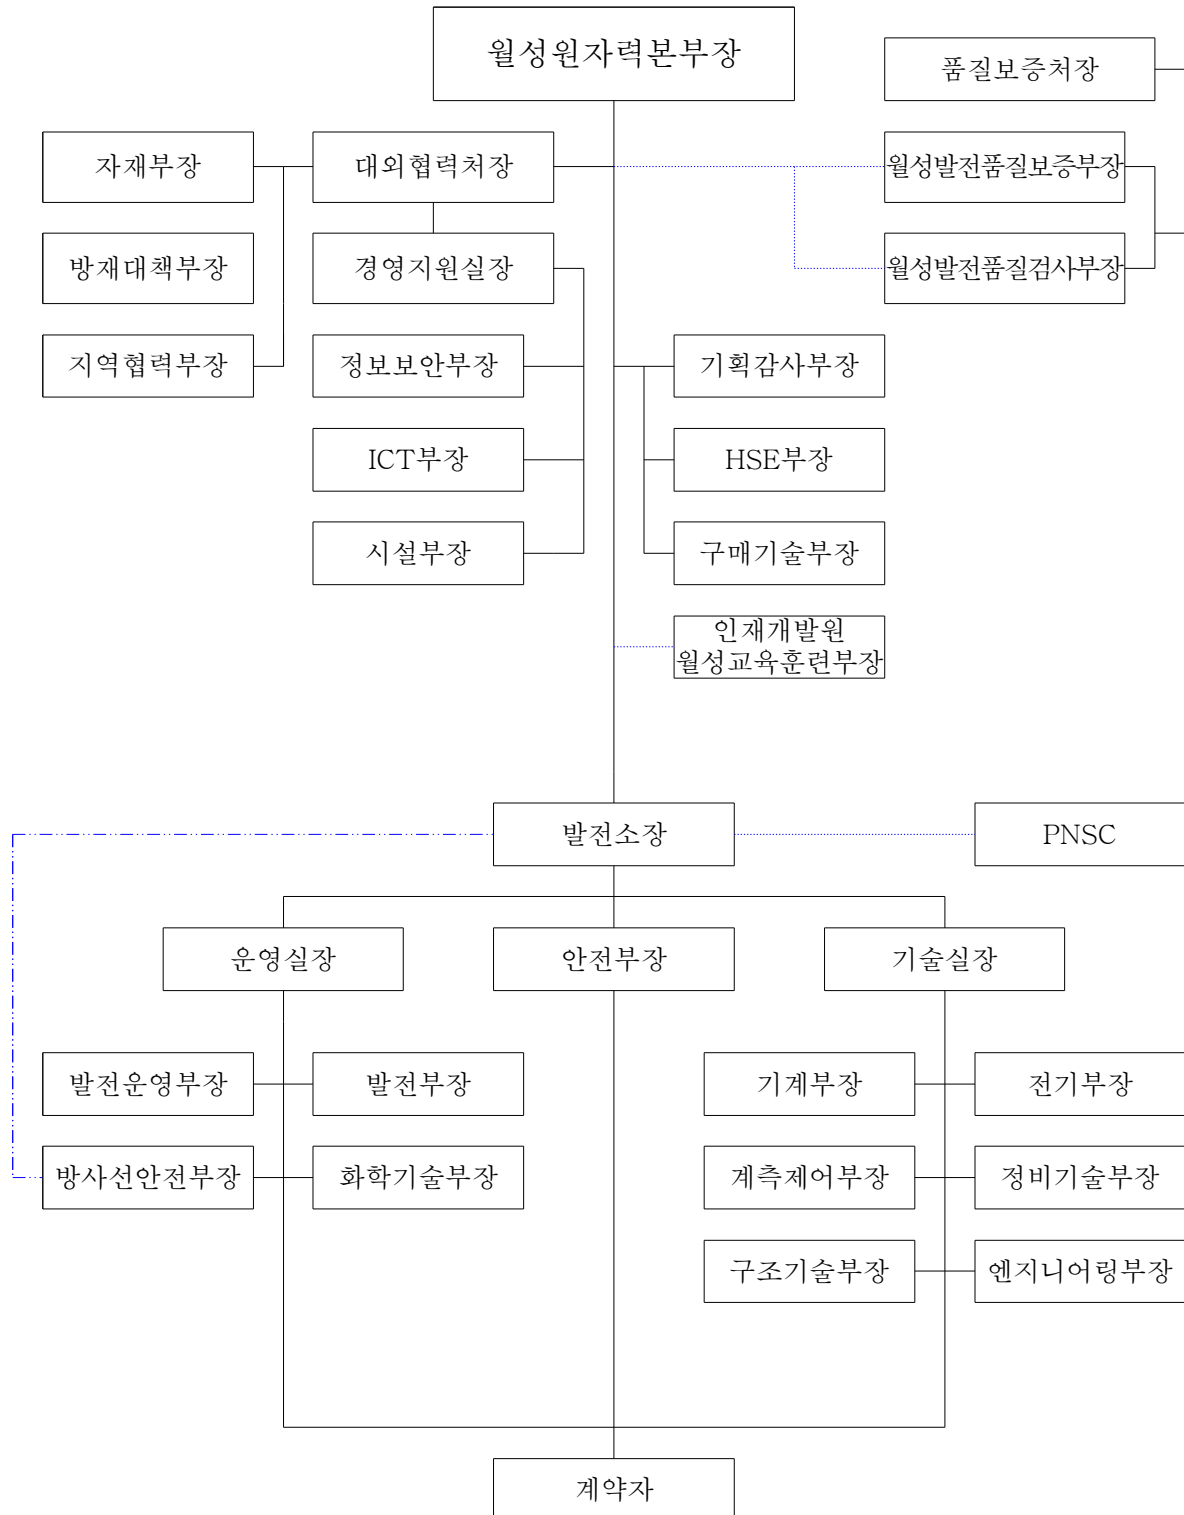 월성원자력본부장
품질보증처장
자재부장
대외협력처장
월성발전품질보증부장
방재대책부장
경영지원실장
월성발전품질검사부장
지역협력부장
정보보안부장
기획감사부장
ICT부장
HSE부장
시설부장
구매기술부장
인재개발원
월성교육훈련부장
발전소장
PNSC
운영실장
안전부장
기술실장
발전운영부장
발전부장
기계부장
전기부장
방사선안전부장
화학기술부장
계측제어부장
정비기술부장
구조기술부장
엔지니어링부장
계약자